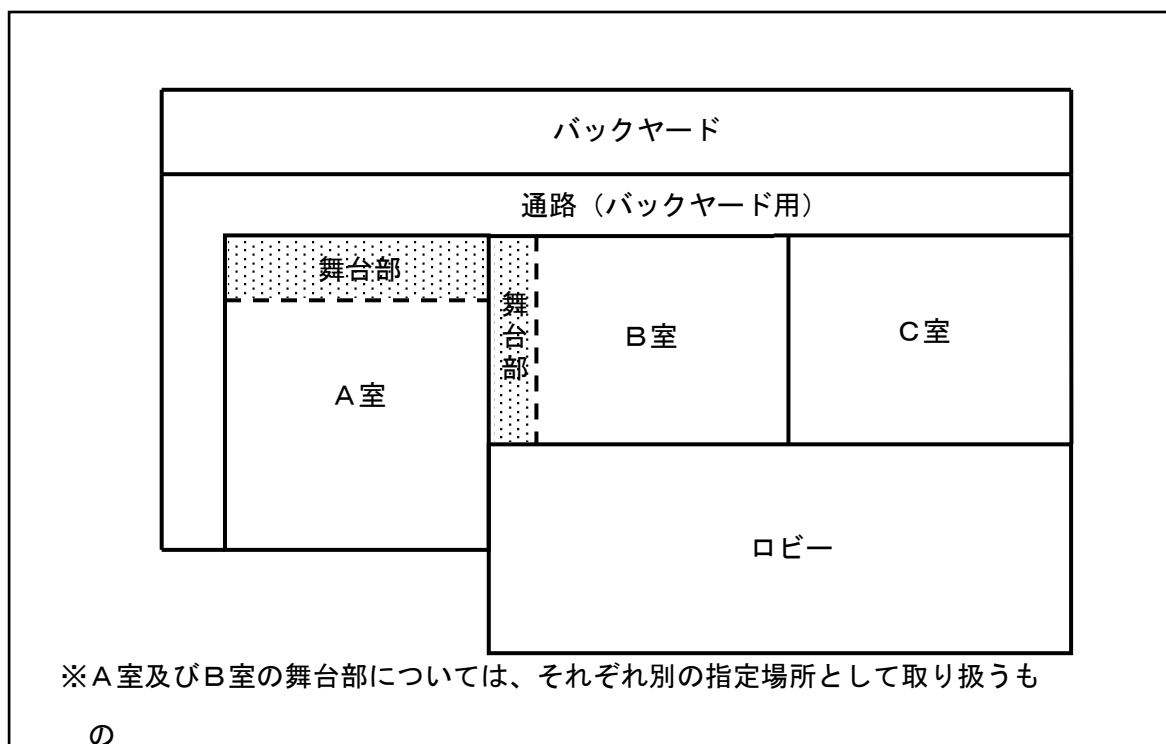 バックヤード
通路（バックヤード用）
舞台部
舞台部
Ｂ室
Ｃ室
Ａ室
ロビー
※Ａ室及びＢ室の舞台部については、それぞれ別の指定場所として取り扱うも
の